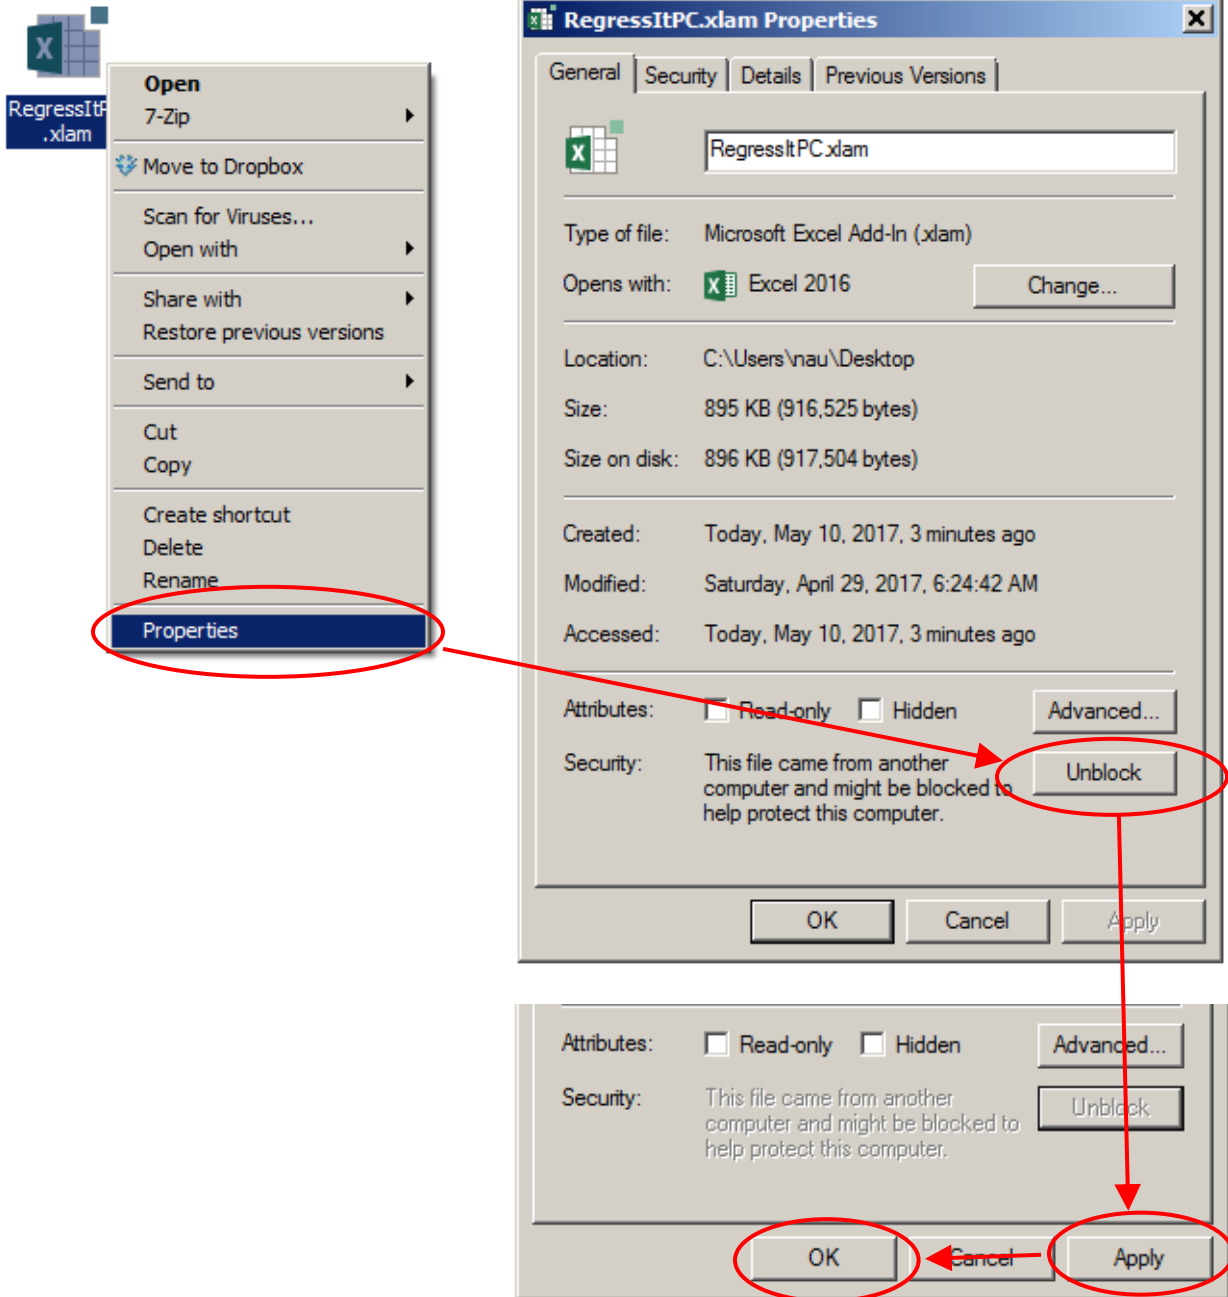 RegressItP
.xlam
Open
7-Zip
Move to Dropbox
Scan for Viruses...
Open with
Share with
Restore previous versions
Send to
Cut
Copy
Create shortcut
Delete
Rename
Properties
RegressItPC.xlam Properties
General Security Details Previous Versions
RegressItPC.xlam
Type of file: Microsoft Excel Add-In (.xlam)
Opens with: Excel 2016 Change...
Location: C:\Users\nau\Desktop
Size: 895 KB (916,525 bytes)
Size on disk: 896 KB (917,504 bytes)
Created: Today, May 10, 2017, 3 minutes ago
Modified: Saturday, April 29, 2017, 6:24:42 AM
Accessed: Today, May 10, 2017, 3 minutes ago
Attributes: Read-only Hidden Advanced...
Security: This file came from another Unblock
computer and might be blocked to
help protect this computer.
OK Cancel Apply
Attributes: Read-only Hidden Advanced...
Security: This file came from another Unblock
computer and might be blocked to
help protect this computer.
OK Cancel Apply